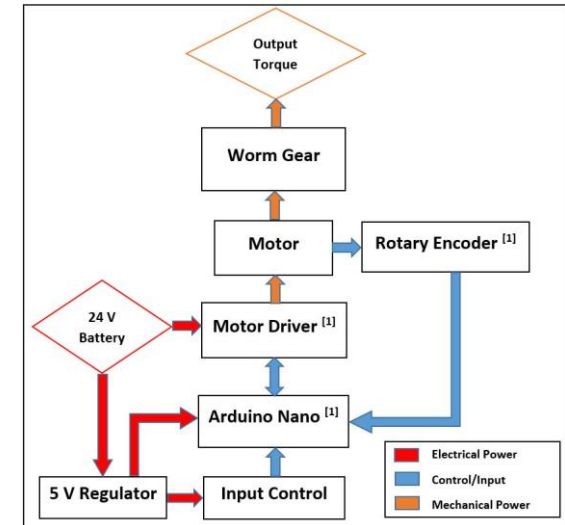 Output
Torque
Worm Gear
Motor
Rotary Encoder [1]
24 V
Battery
Motor Driver [1]
Arduino Nano [1]
5 V Regulator
Input Control
Electrical Power
Control/Input
Mechanical Power